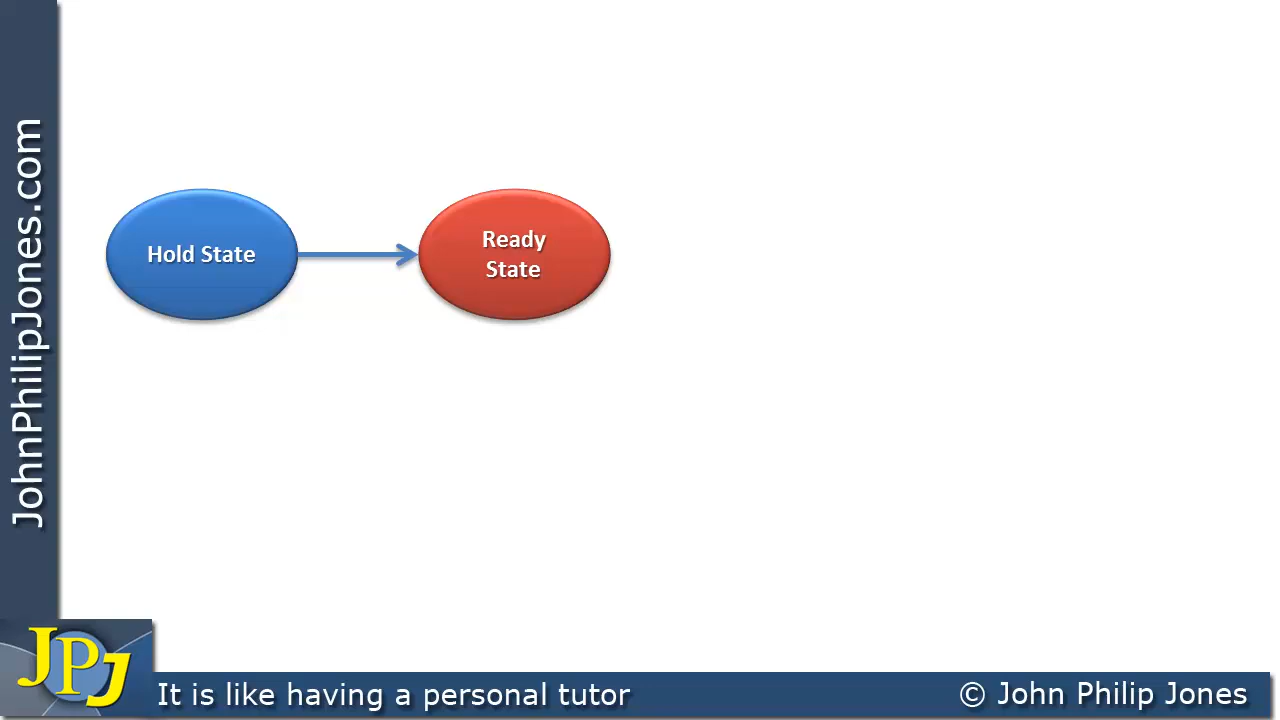 JohnPhilipJones.com
Hold State
Ready
State
JPJ
It is like having a personal tutor
© John Philip Jones